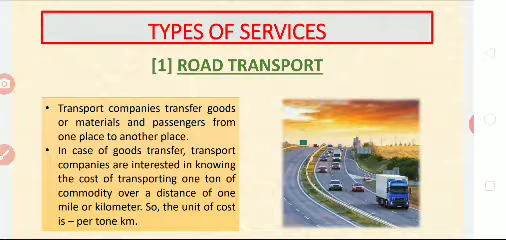 TYPES OF SERVICES
[1] ROAD TRANSPORT
• Transport companies transfer goods
or materials and passengers from
one place to another place.
• In case of goods transfer, transport
companies are interested in knowing
the cost of transporting one ton of
commodity over a distance of one
mile or kilometer. So, the unit of cost
is – per tone km.